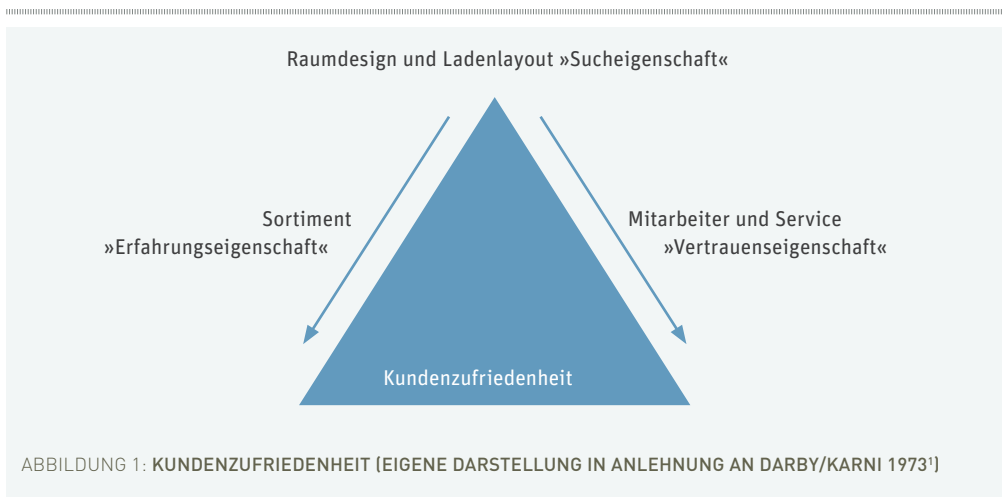 Raumdesign und Ladenlayout »Sucheigenschaft«
Sortiment
»Erfahrungseigenschaft«
Mitarbeiter und Service
»Vertrauenseigenschaft«
Kundenzufriedenheit
ABBILDUNG 1: KUNDENZUFRIEDENHEIT (EIGENE DARSTELLUNG IN ANLEHNUNG AN DARBY/KARNI 1973¹)